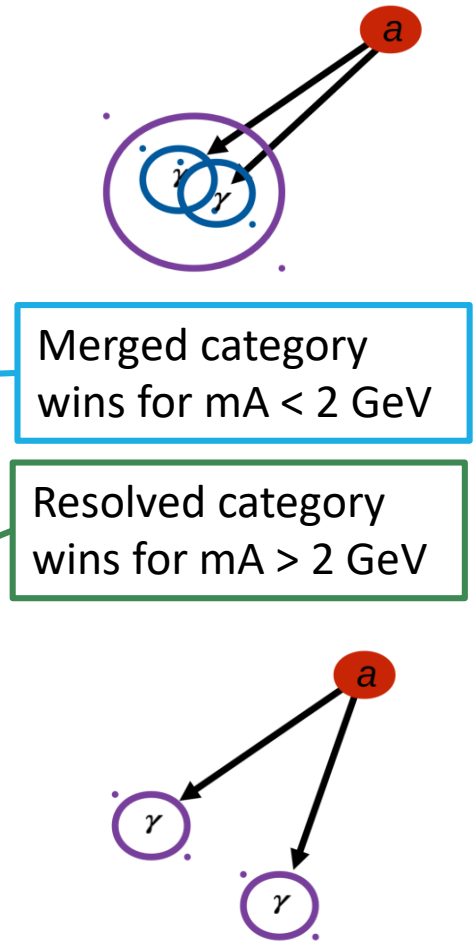 a
γ
γ
Merged category
wins for mA < 2 GeV
Resolved category
wins for mA > 2 GeV
a
γ
γ